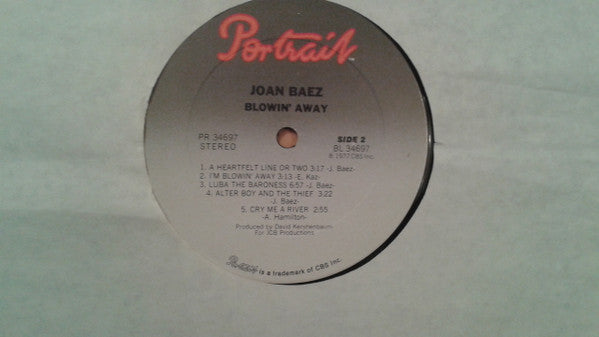 Portrait
JOAN BAEZ
BLOWIN' AWAY
PR 34697
STEREO
SIDE 2
BL 34697
℗ 1977 CBS Inc.
1. A HEARTFELT LINE OR TWO 3:17 -J. Baez-
2. I'M BLOWIN' AWAY 3:13 -E. Kaz-
3. LUBA THE BARONESS 6:57 -J. Baez-
4. ALTER BOY AND THE THIEF 3:22
-J. Baez-
5. CRY ME A RIVER 2:55
-A. Hamilton-
Produced by David Kershenbaum
For JCB Productions
Portrait is a trademark of CBS Inc.